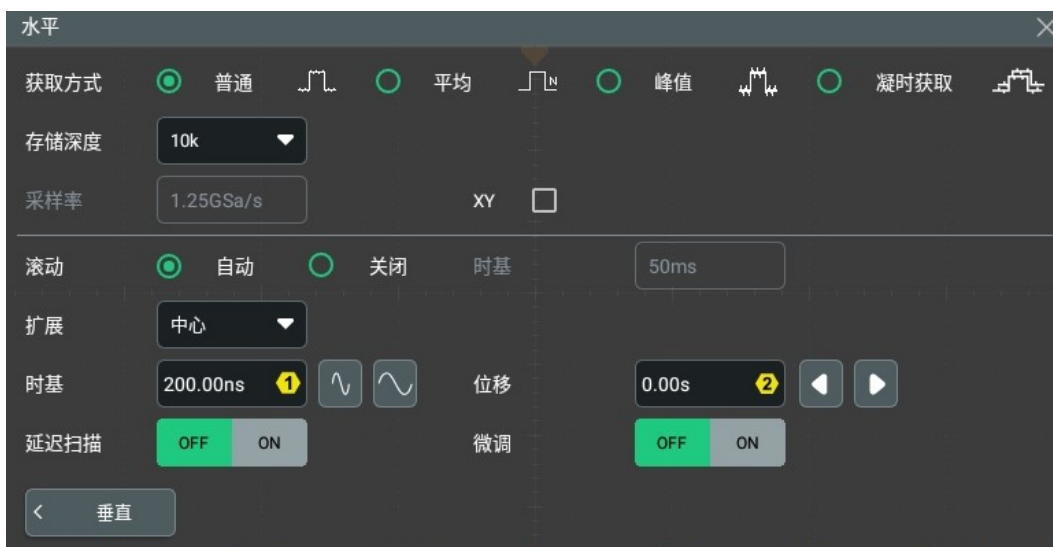 水平
获取方式 普通 平均 N 峰值 凝时获取
存储深度 10k
采样率 1.25GSa/s XY
滚动 自动 关闭 时基 50ms
扩展 中心
时基 200.00ns 1 位移 0.00s 2
延迟扫描 OFF ON 微调 OFF ON
垂直